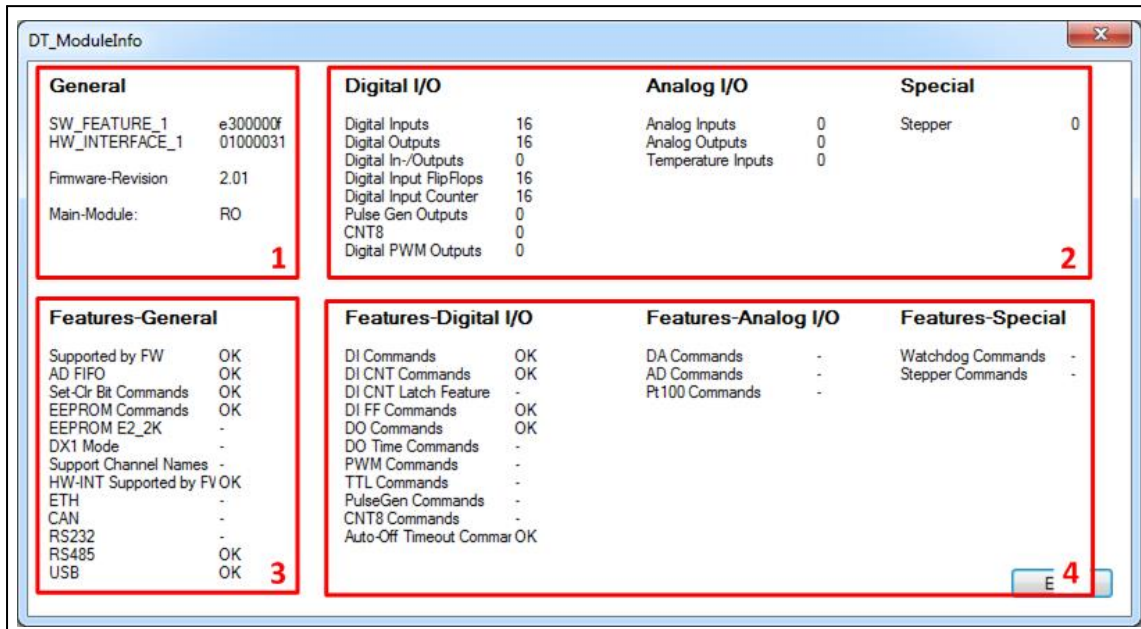 DT_ModuleInfo
General
SW_FEATURE_1 e300000f
HW_INTERFACE_1 01000031
Firmware-Revision 2.01
Main-Module: RO
1
Digital I/O Analog I/O Special
Digital Inputs 16 Analog Inputs 0 Stepper 0
Digital Outputs 16 Analog Outputs 0
Digital In-/Outputs 0 Temperature Inputs 0
Digital Input FlipFlops 16
Digital Input Counter 16
Pulse Gen Outputs 0
CNT8 0
Digital PWM Outputs 0
2
Features-General
Supported by FW OK
AD FIFO OK
Set-Clr Bit Commands OK
EEPROM Commands OK
EEPROM E2_2K -
DX1 Mode -
Support Channel Names -
HW-INT Supported by FW OK
ETH -
CAN -
RS232 -
RS485 OK
USB OK
3
Features-Digital I/O Features-Analog I/O Features-Special
DI Commands OK DA Commands - Watchdog Commands -
DI CNT Commands OK AD Commands - Stepper Commands -
DI CNT Latch Feature - Pt100 Commands -
DI FF Commands OK
DO Commands OK
DO Time Commands -
PWM Commands -
TTL Commands -
PulseGen Commands -
CNT8 Commands -
Auto-Off Timeout Commar OK
E
4